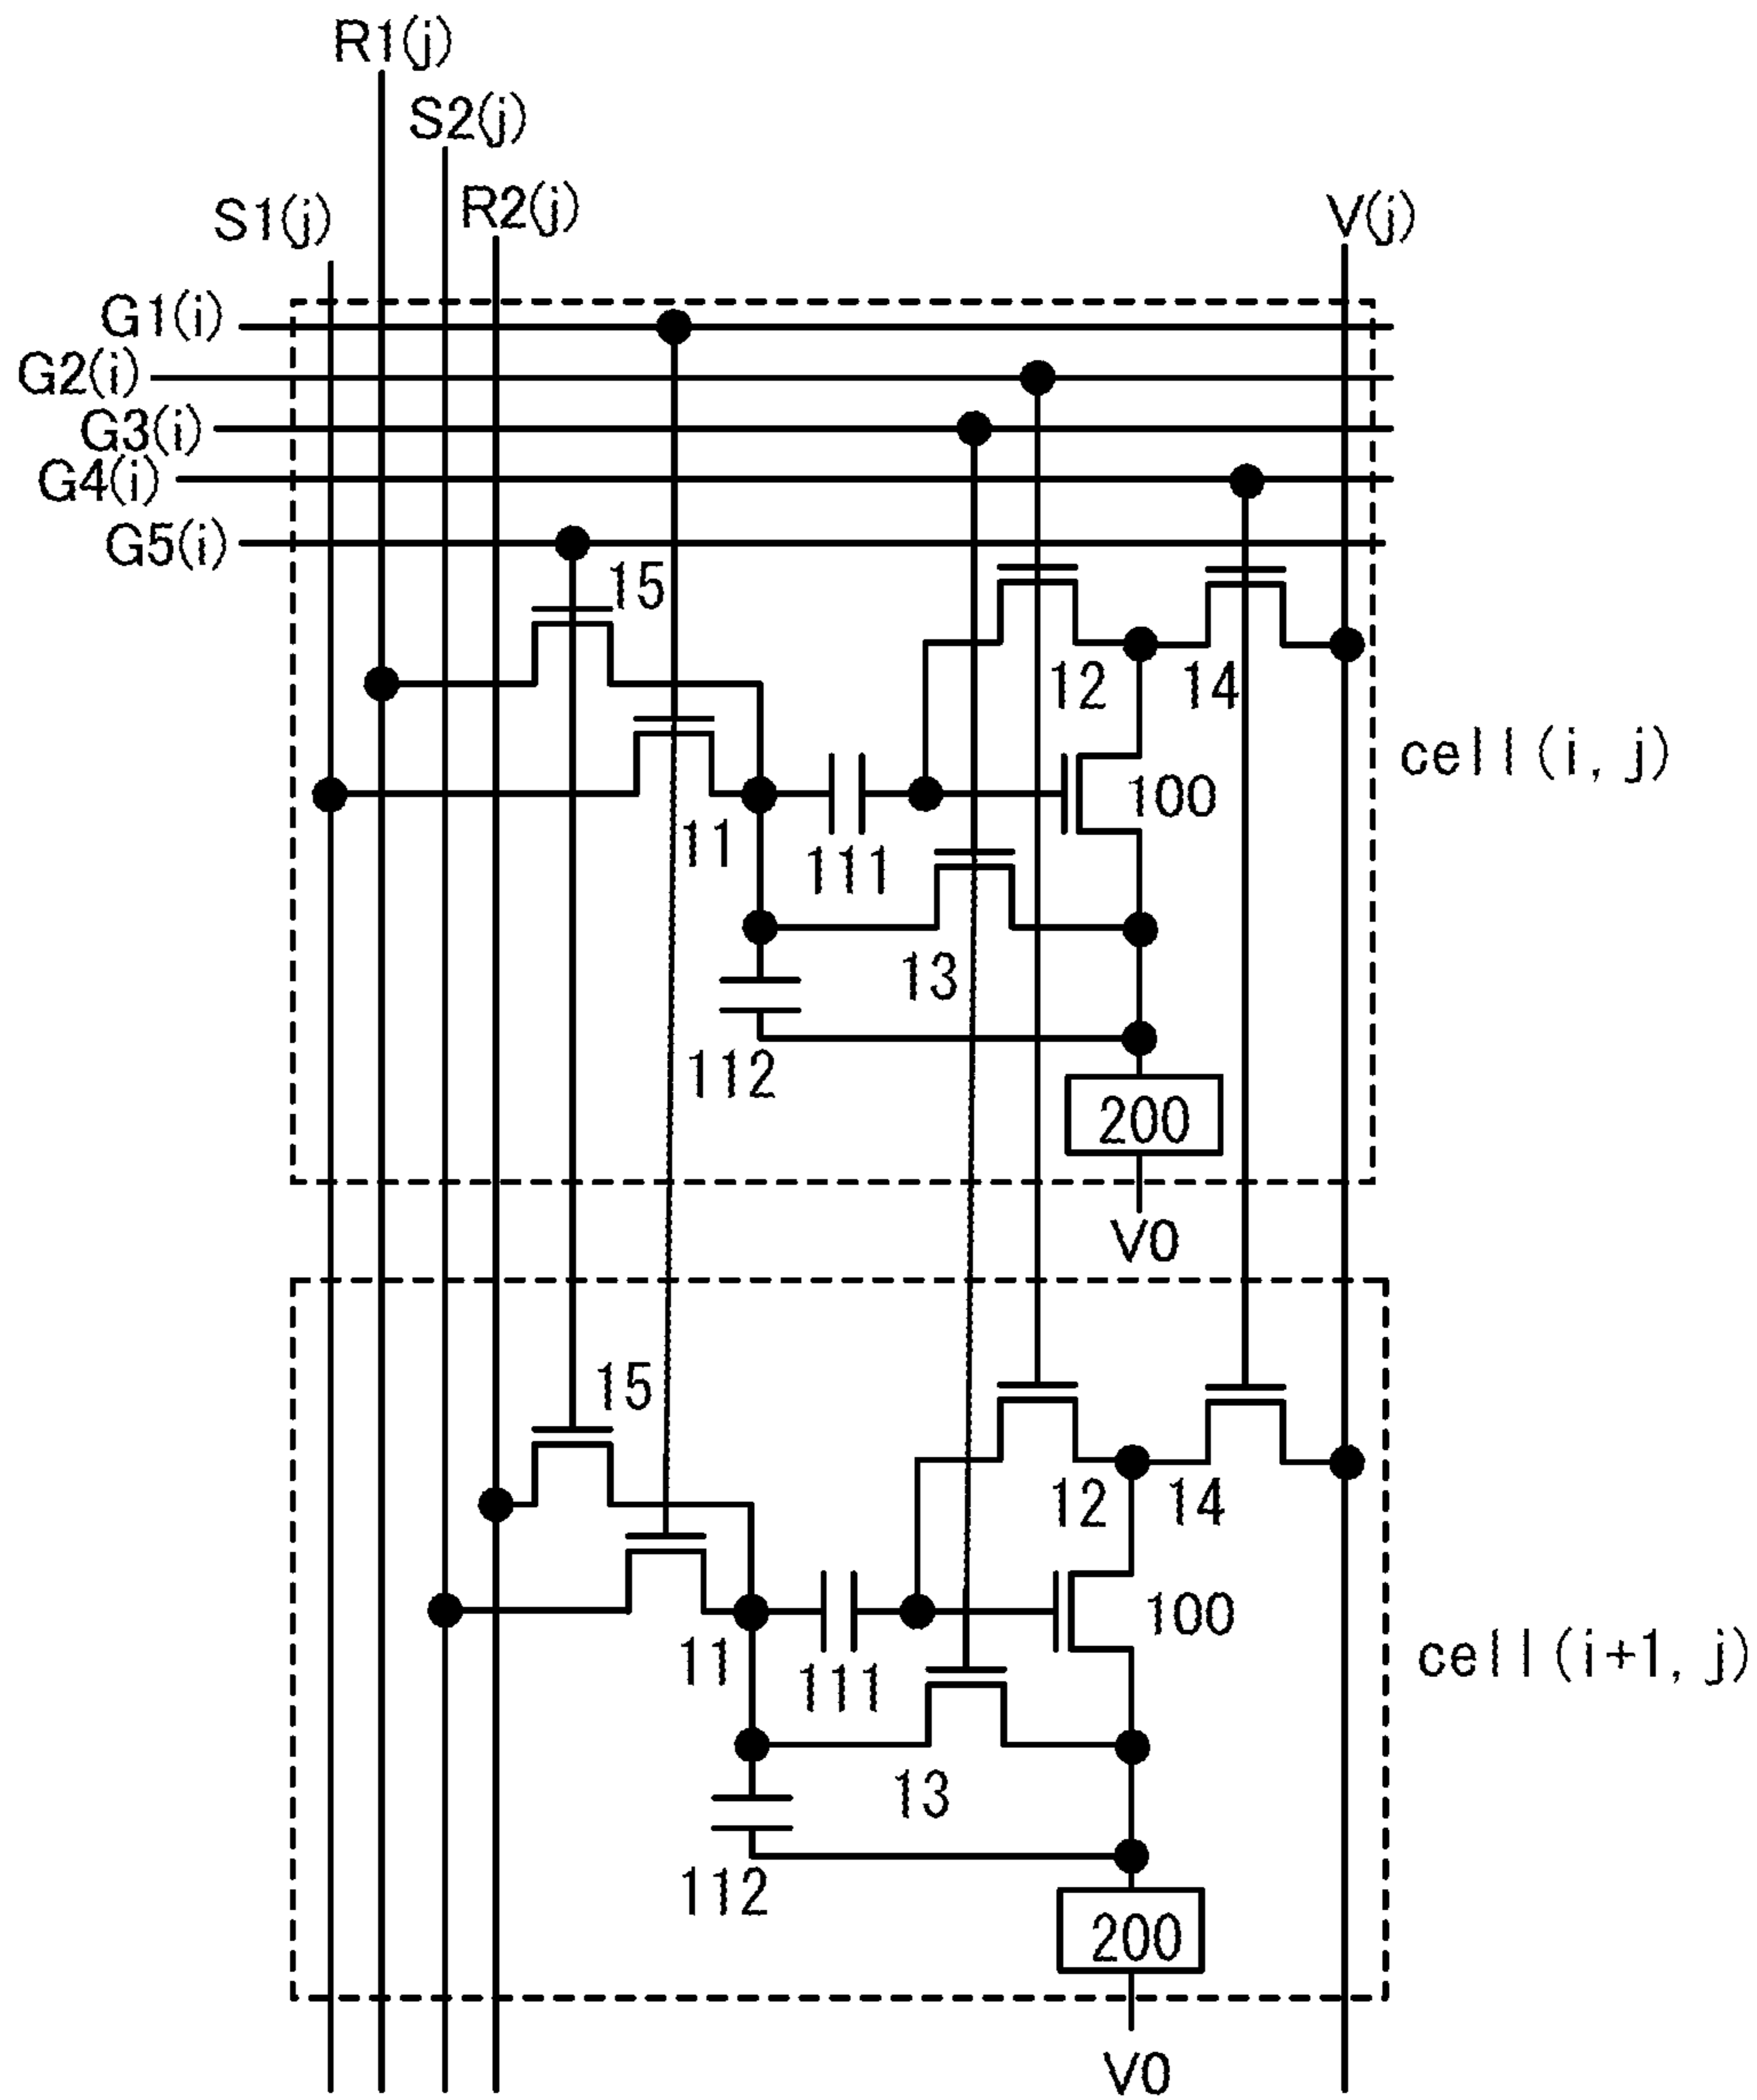 R1(j)
S2(j)
R2(j)
S1(j)
V(j)
G1(i)
G2(i)
G3(i)
G4(i)
G5(i)
15
12
14
cell(i, j)
100
11
111
13
112
200
V0
15
12
14
100
11
111
cell(i+1, j)
13
112
200
V0